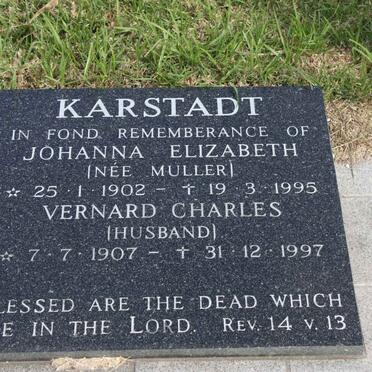 KARSTADT
IN FOND REMEMBERANCE OF
JOHANNA ELIZABETH
(NÉE MULLER)
☆ 25·1·1902 – † 19·3·1995
VERNARD CHARLES
(HUSBAND)
☆ 7·7·1907 – † 31·12·1997
LESSED ARE THE DEAD WHICH
E IN THE LORD. REV. 14 V. 13